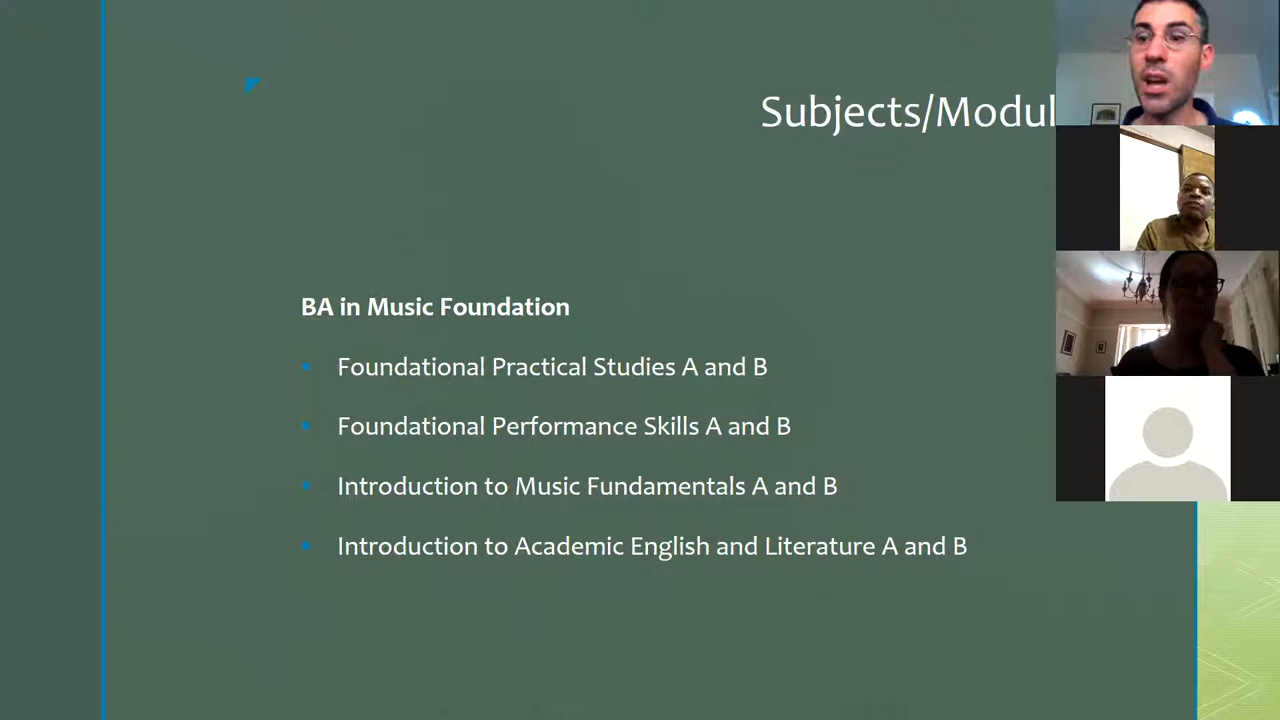 Subjects/Modul
BA in Music Foundation
Foundational Practical Studies A and B
Foundational Performance Skills A and B
Introduction to Music Fundamentals A and B
Introduction to Academic English and Literature A and B